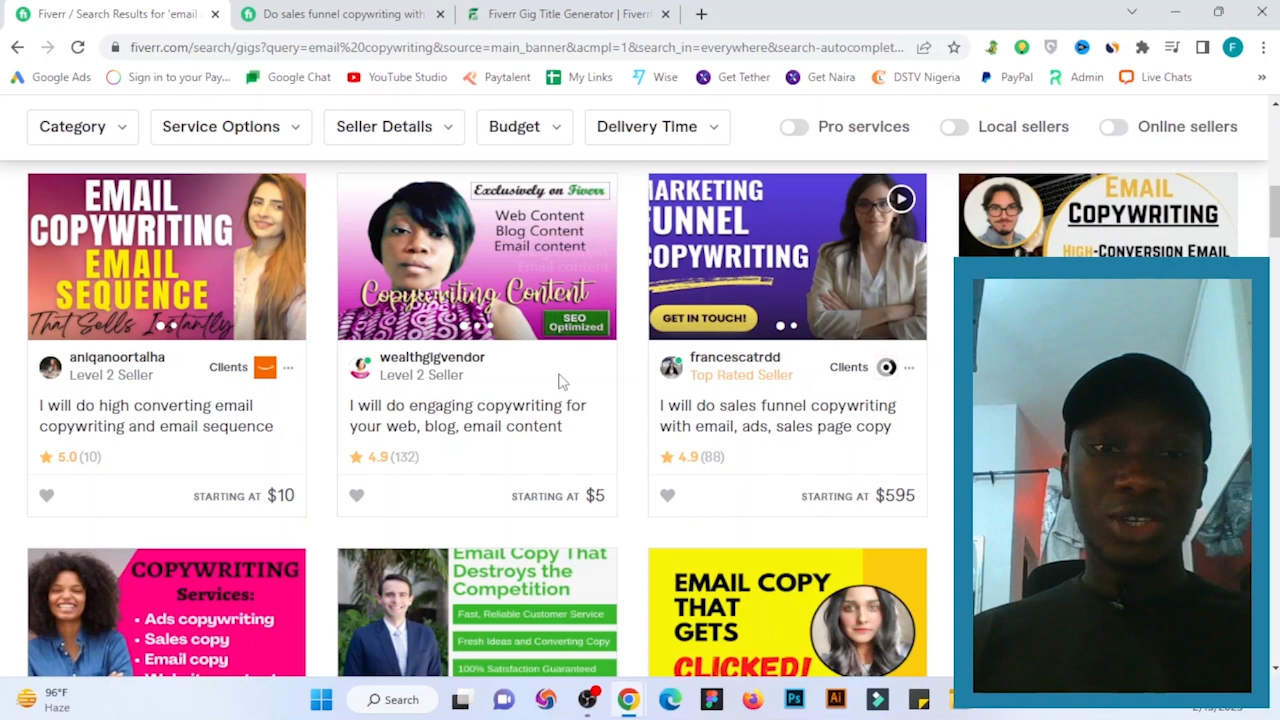 Fiverr / Search Results for 'email
Do sales funnel copywriting with
Fiverr Gig Title Generator | Fiverr
fiverr.com/search/gigs?query=email%20copywriting&source=main_banner&acmpl=1&search_in=everywhere&search-autocomplet...
Google Ads
Sign in to your Pay...
Google Chat
YouTube Studio
Paytalent
My Links
Wise
Get Tether
Get Naira
DSTV Nigeria
PayPal
Admin
Live Chats
Category
Service Options
Seller Details
Budget
Delivery Time
Pro services
Local sellers
Online sellers
EMAIL
COPYWRITING
EMAIL
SEQUENCE
That Sells Instantly
Exclusively on Fiverr
Web Content
Blog Content
Email content
Email content
Copywriting Content
SEO
Optimized
MARKETING
FUNNEL
COPYWRITING
GET IN TOUCH!
EMAIL
COPYWRITING
HIGH-CONVERSION EMAIL
aniqanoortalha
Level 2 Seller
Clients
I will do high converting email
copywriting and email sequence
5.0 (10)
STARTING AT $10
wealthgigvendor
Level 2 Seller
I will do engaging copywriting for
your web, blog, email content
4.9 (132)
STARTING AT $5
francescatrdd
Top Rated Seller
Clients
I will do sales funnel copywriting
with email, ads, sales page copy
4.9 (88)
STARTING AT $595
COPYWRITING
Services:
• Ads copywriting
• Sales copy
• Email copy
Email Copy That
Destroys the
Competition
Fast, Reliable Customer Service
Fresh Ideas and Converting Copy
100% Satisfaction Guaranteed
EMAIL COPY
THAT
GETS
CLICKED!
96°F
Haze
Search
Ps
Ai